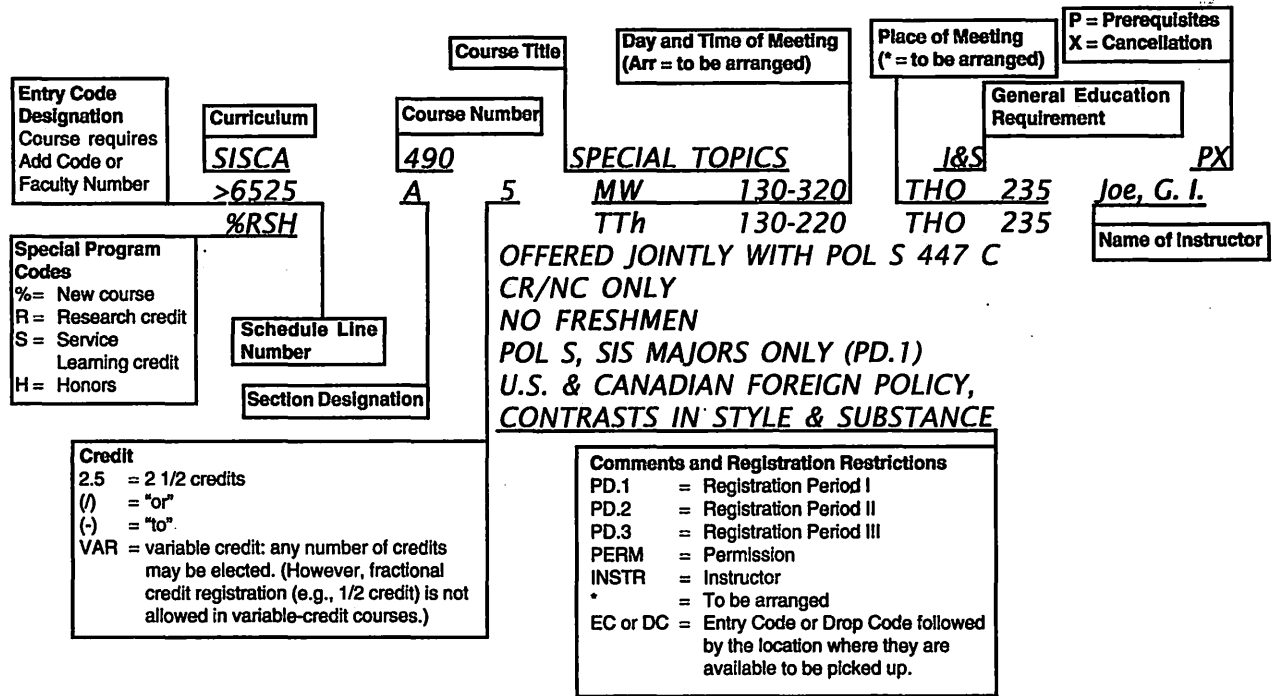 Course Title
Day and Time of Meeting
(Arr = to be arranged)
Place of Meeting
(* = to be arranged)
P = Prerequisites
X = Cancellation
Entry Code
Designation
Course requires
Add Code or
Faculty Number
Curriculum
Course Number
General Education
Requirement
SISCA 490 SPECIAL TOPICS I&S PX
>6525 A 5 MW 130-320 THO 235 Joe, G. I.
%RSH TTh 130-220 THO 235
Name of Instructor
OFFERED JOINTLY WITH POL S 447 C
CR/NC ONLY
NO FRESHMEN
POL S, SIS MAJORS ONLY (PD.1)
U.S. & CANADIAN FOREIGN POLICY,
CONTRASTS IN STYLE & SUBSTANCE
Special Program
Codes
%= New course
R = Research credit
S = Service
Learning credit
H = Honors
Schedule Line
Number
Section Designation
Credit
2.5 = 2 1/2 credits
(/) = "or"
(-) = "to"
VAR = variable credit: any number of credits
may be elected. (However, fractional
credit registration (e.g., 1/2 credit) is not
allowed in variable-credit courses.)
Comments and Registration Restrictions
PD.1 = Registration Period I
PD.2 = Registration Period II
PD.3 = Registration Period III
PERM = Permission
INSTR = Instructor
* = To be arranged
EC or DC = Entry Code or Drop Code followed
by the location where they are
available to be picked up.